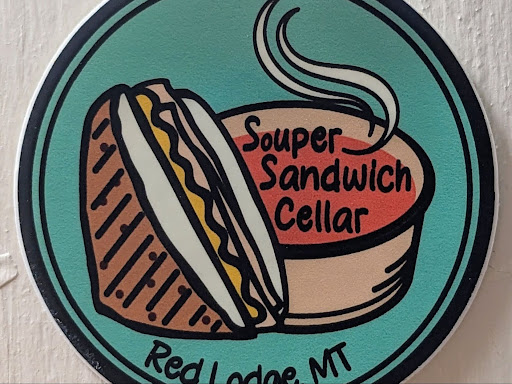 Souper
Sandwich
Cellar
Red Lodge, MT